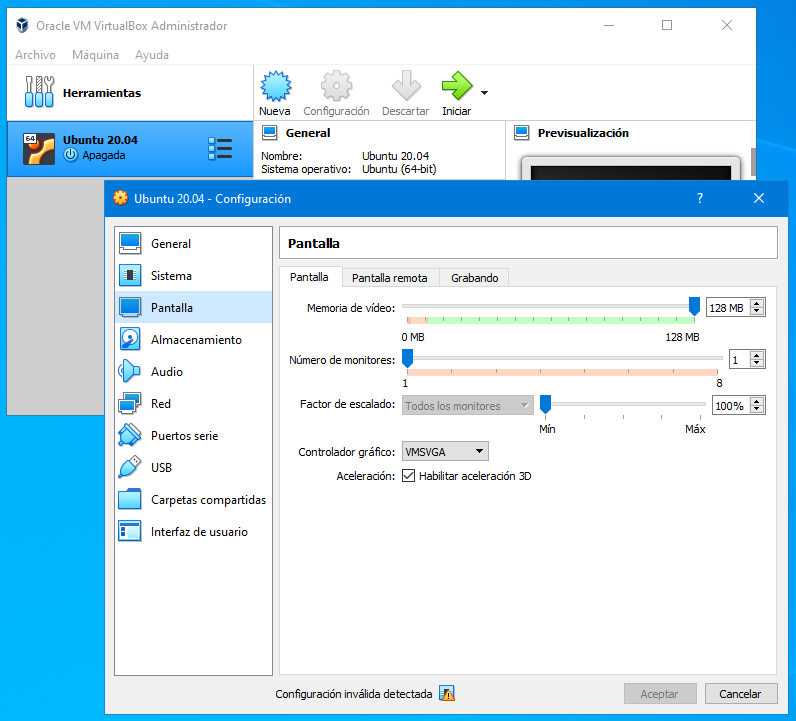 Oracle VM VirtualBox Administrador
Archivo Máquina Ayuda
Herramientas
Nueva Configuración Descartar Iniciar
64
Ubuntu 20.04
Apagada
General
Nombre: Ubuntu 20.04
Sistema operativo: Ubuntu (64-bit)
Previsualización
Ubuntu 20.04 - Configuración
?
General
Sistema
Pantalla
Almacenamiento
Audio
Red
Puertos serie
USB
Carpetas compartidas
Interfaz de usuario
Pantalla
Pantalla Pantalla remota Grabando
Memoria de vídeo: 128 MB
0 MB 128 MB
Número de monitores: 1
1 8
Factor de escalado: Todos los monitores 100%
Mín Máx
Controlador gráfico: VMSVGA
Aceleración: Habilitar aceleración 3D
Configuración inválida detectada
Aceptar Cancelar